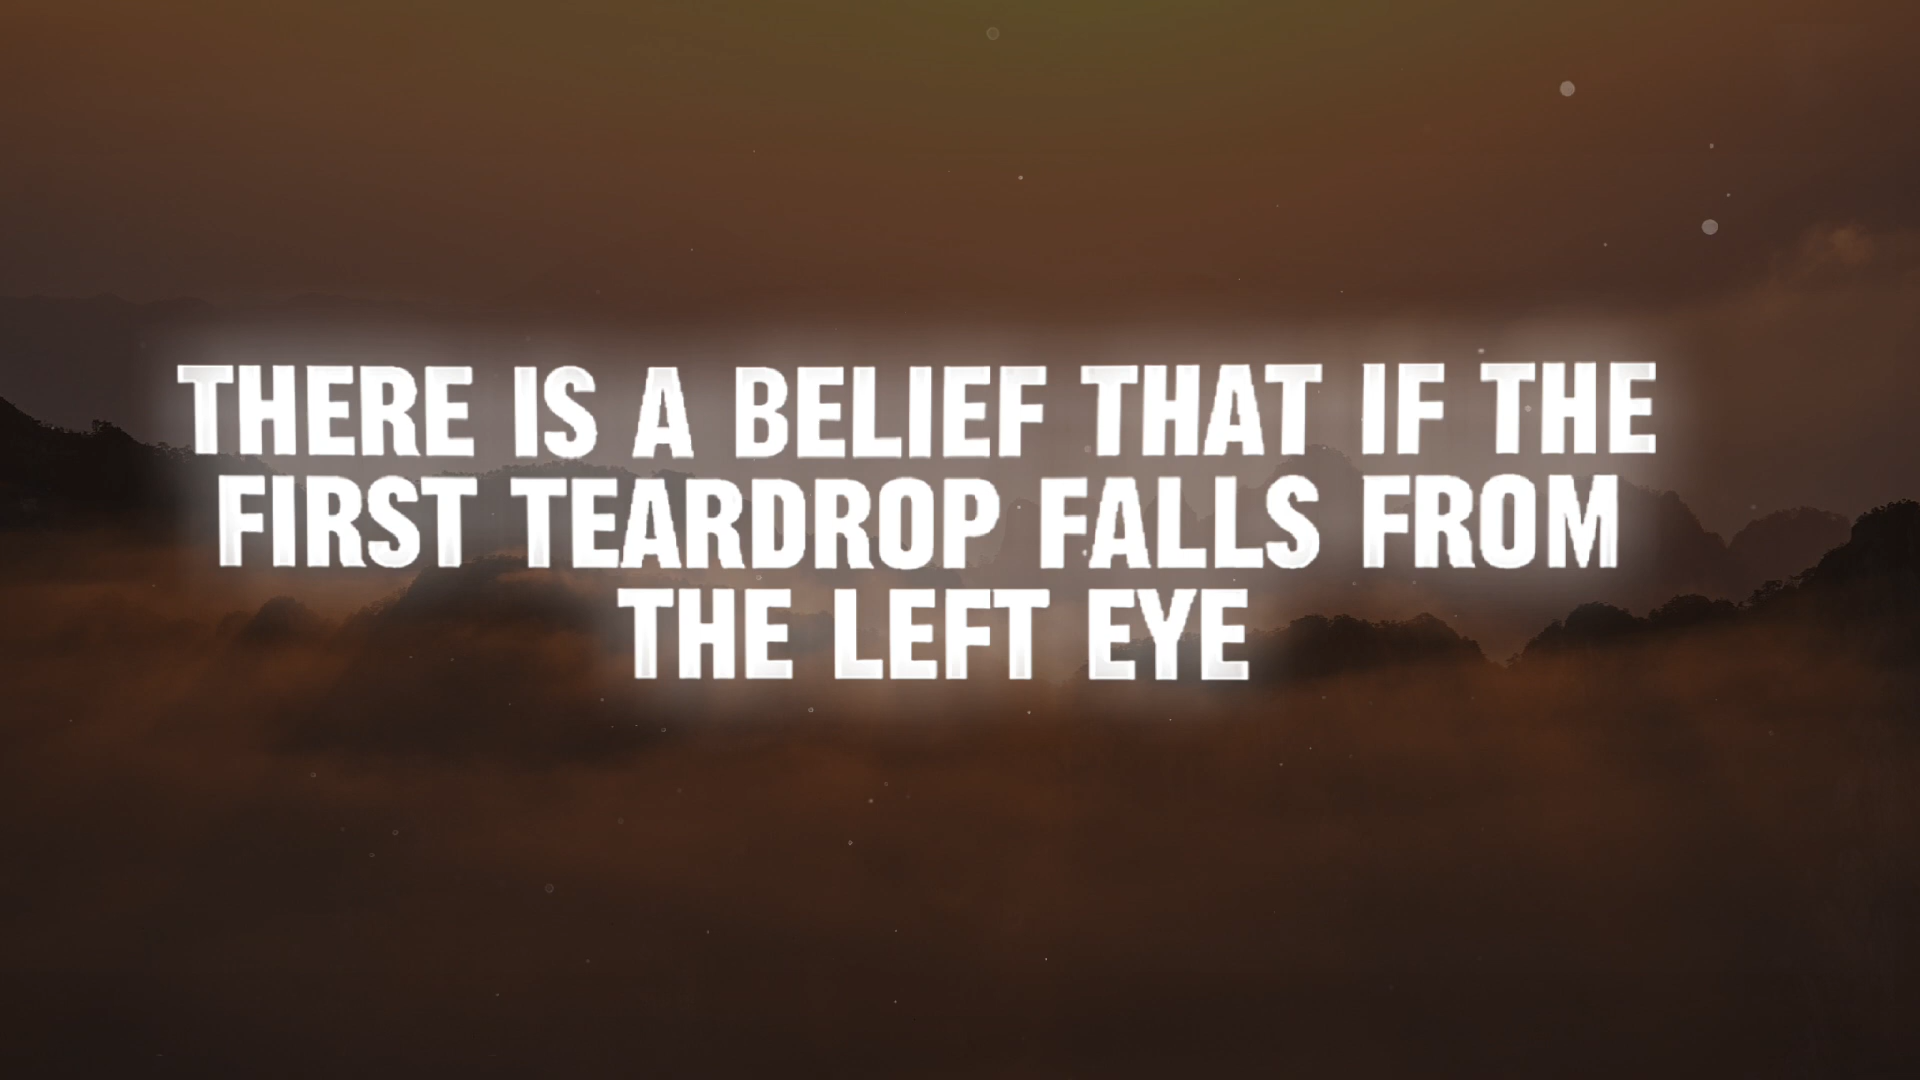 THERE IS A BELIEF THAT IF THE
FIRST TEARDROP FALLS FROM
THE LEFT EYE